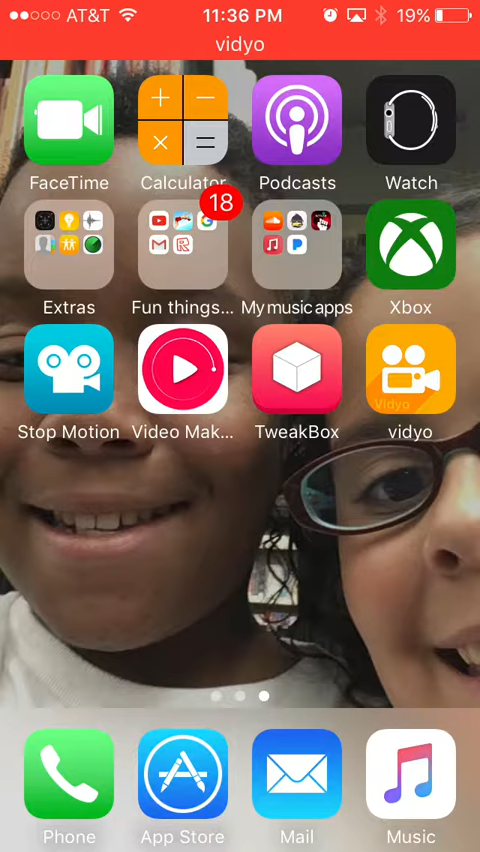 AT&T 11:36 PM 19%
vidyo
FaceTime Calculator Podcasts Watch
18
Extras Fun things... My music apps Xbox
Vidyo
Stop Motion Video Mak... TweakBox vidyo
Phone App Store Mail Music